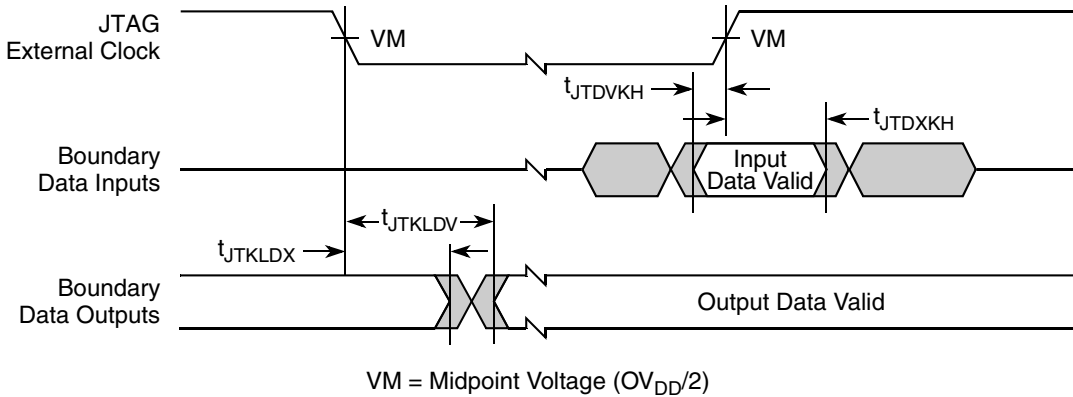 JTAG
External Clock
VM
VM
tJTDVKH
tJTDXKH
Boundary
Data Inputs
Input
Data Valid
tJTKLDV
tJTKLDX
Boundary
Data Outputs
Output Data Valid
VM = Midpoint Voltage (OVDD/2)